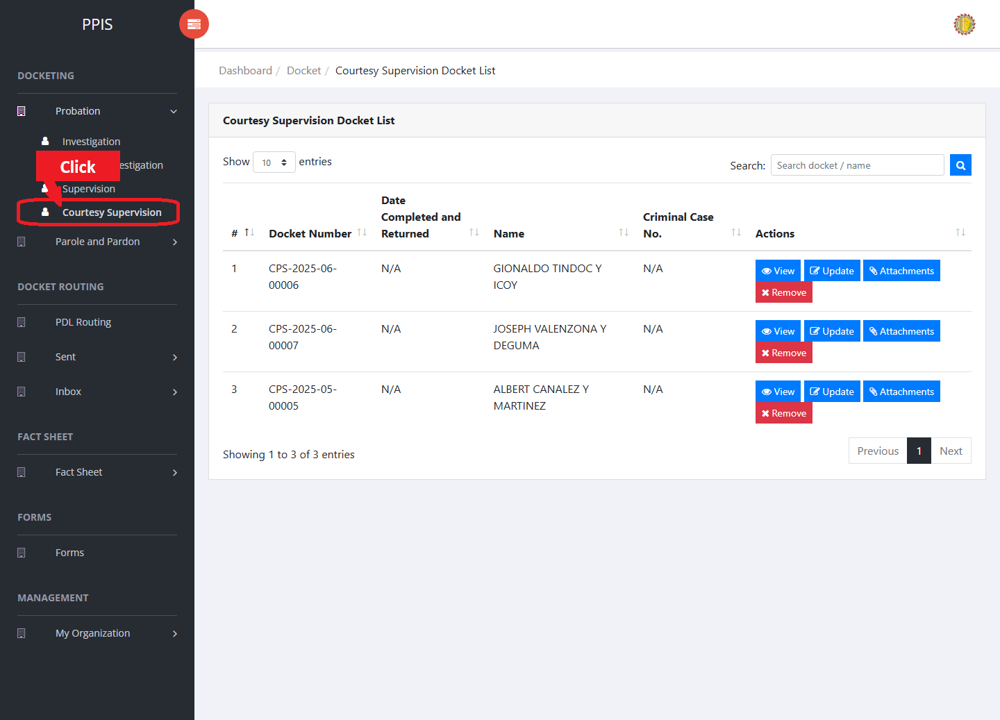 PPIS
DOCKETING
Probation
Investigation
Click
estigation
Supervision
Courtesy Supervision
Parole and Pardon
DOCKET ROUTING
PDL Routing
Sent
Inbox
FACT SHEET
Fact Sheet
FORMS
Forms
MANAGEMENT
My Organization
Dashboard / Docket / Courtesy Supervision Docket List
Courtesy Supervision Docket List
Show 10 entries
Search: Search docket / name
# Docket Number Date Completed and Returned Name Criminal Case No. Actions
1 CPS-2025-06-00006 N/A GIONALDO TINDOC Y ICOY N/A View Update Attachments Remove
2 CPS-2025-06-00007 N/A JOSEPH VALENZONA Y DEGUMA N/A View Update Attachments Remove
3 CPS-2025-05-00005 N/A ALBERT CANALEZ Y MARTINEZ N/A View Update Attachments Remove
Showing 1 to 3 of 3 entries
Previous 1 Next